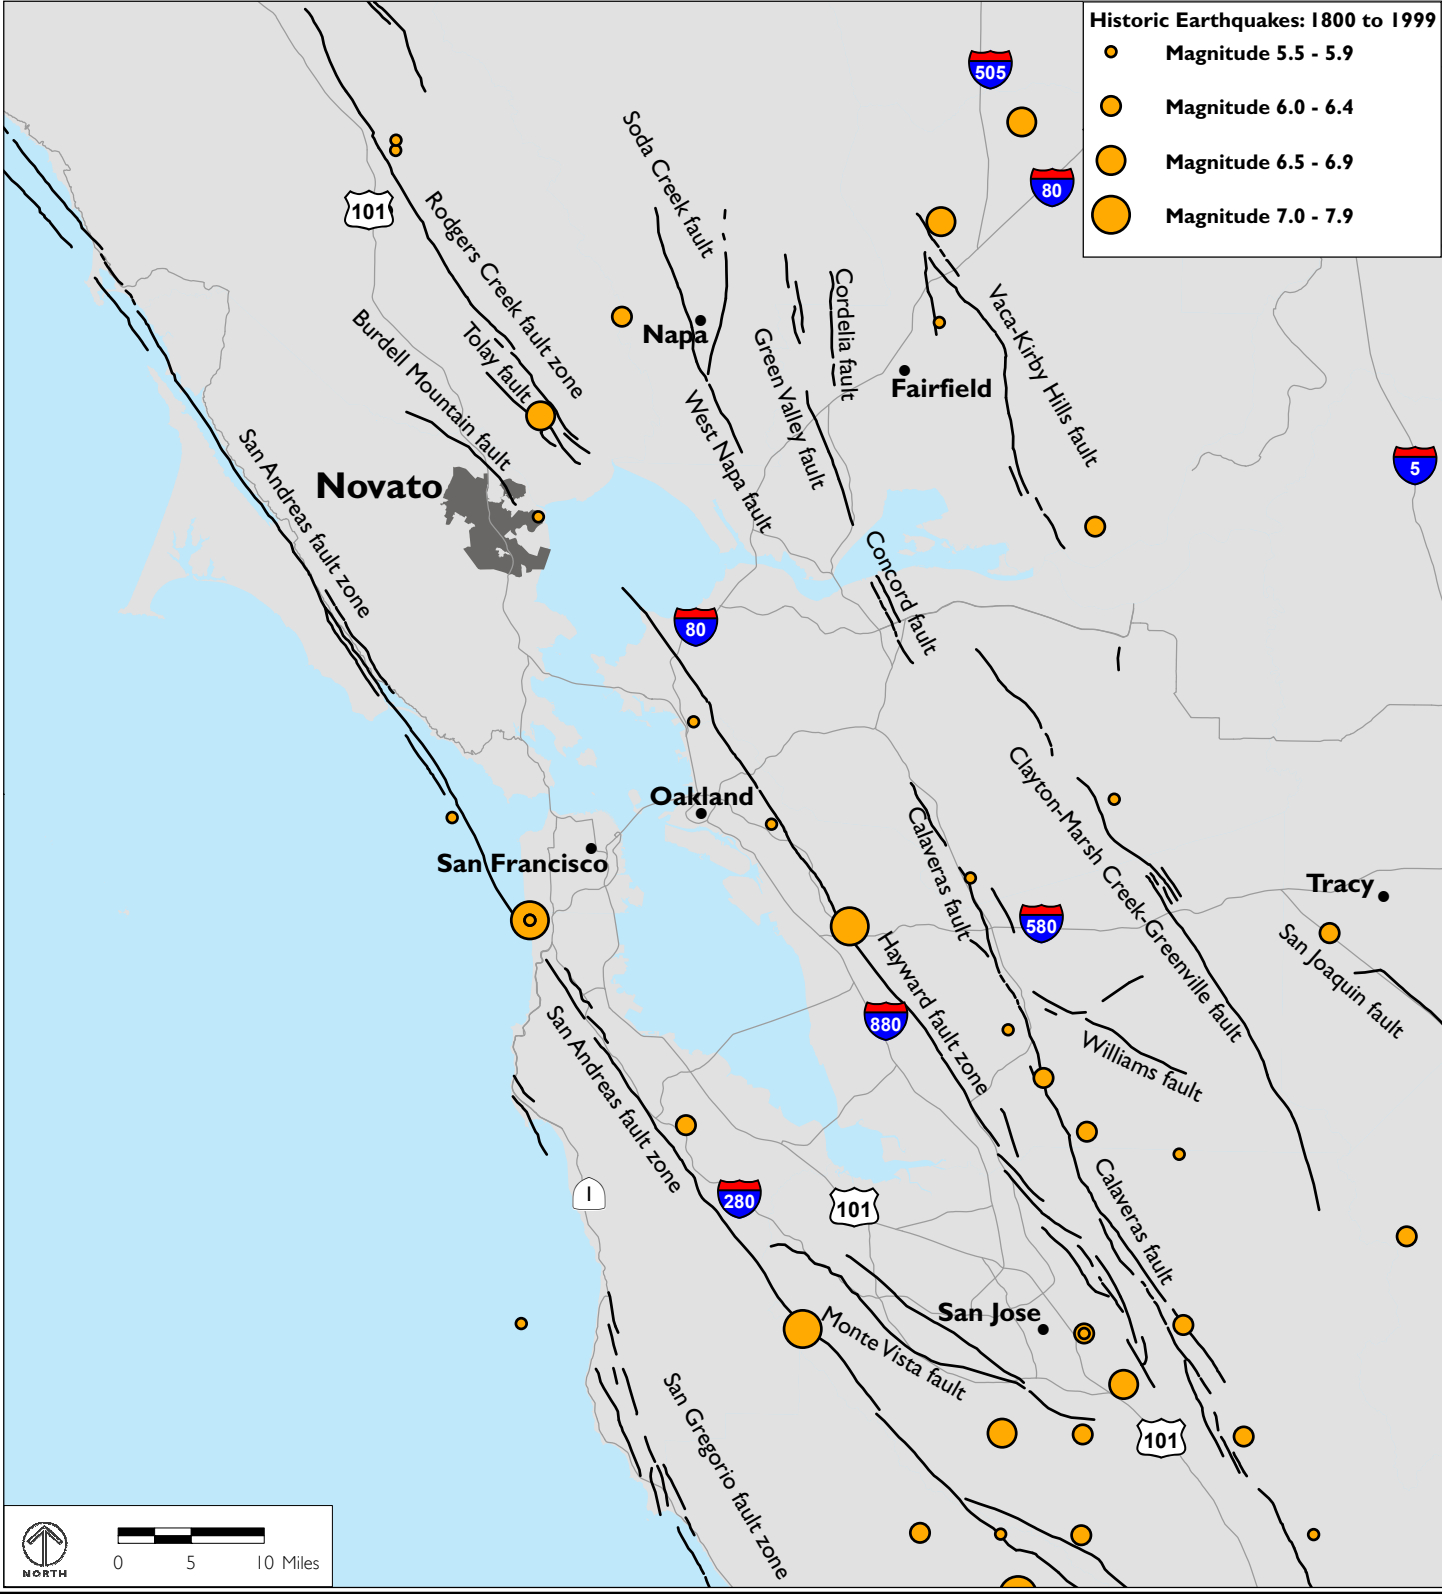 Historic Earthquakes: 1800 to 1999
Magnitude 5.5 - 5.9
Magnitude 6.0 - 6.4
Magnitude 6.5 - 6.9
Magnitude 7.0 - 7.9
505
80
101
Soda Creek fault
Rodgers Creek fault zone
Tolay fault
Burdell Mountain fault
Napa
Cordelia fault
Green Valley fault
Vaca-Kirby Hills fault
Fairfield
West Napa fault
San Andreas fault zone
Novato
5
Concord fault
80
Clayton-Marsh Creek-Greenville fault
Oakland
San Francisco
Calaveras fault
Tracy
580
San Joaquin fault
Hayward fault zone
880
Williams fault
San Andreas fault zone
1
280
101
Calaveras fault
San Jose
Monte Vista fault
San Gregorio fault zone
101
NORTH
0 5 10 Miles